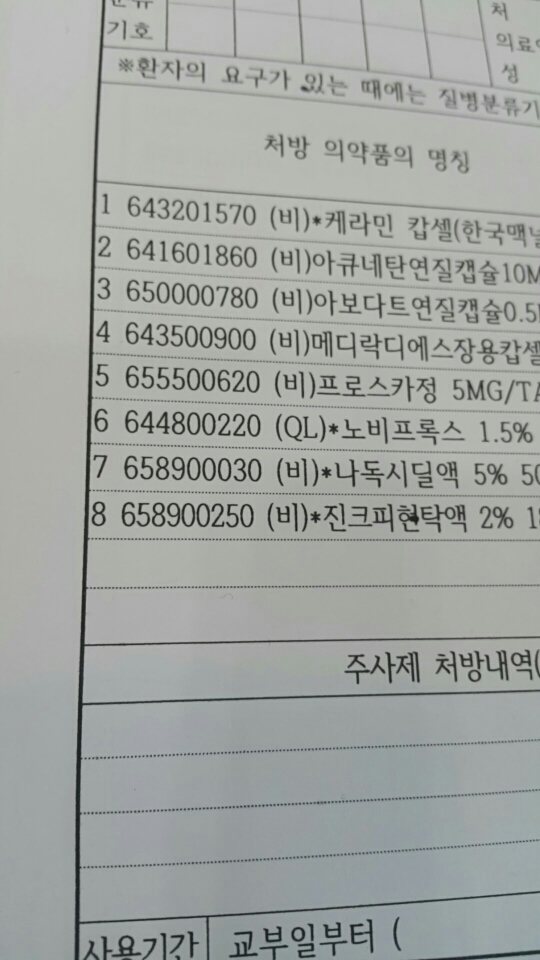 분류
처
기호
의료
성
※환자의 요구가 있는 때에는 질병분류기
처방 의약품의 명칭
1 643201570 (비)*케라민 캅셀(한국맥널
2 641601860 (비)아큐네탄연질캡슐10M
3 650000780 (비)아보다트연질캡슐0.5
4 643500900 (비)메디락디에스장용캅셀
5 655500620 (비)프로스카정 5MG/TA
6 644800220 (QL)*노비프록스 1.5%
7 658900030 (비)*나독시딜액 5% 50
8 658900250 (비)*진크피현탁액 2% 1
주사제 처방내역(
사용기간 교부일부터 (